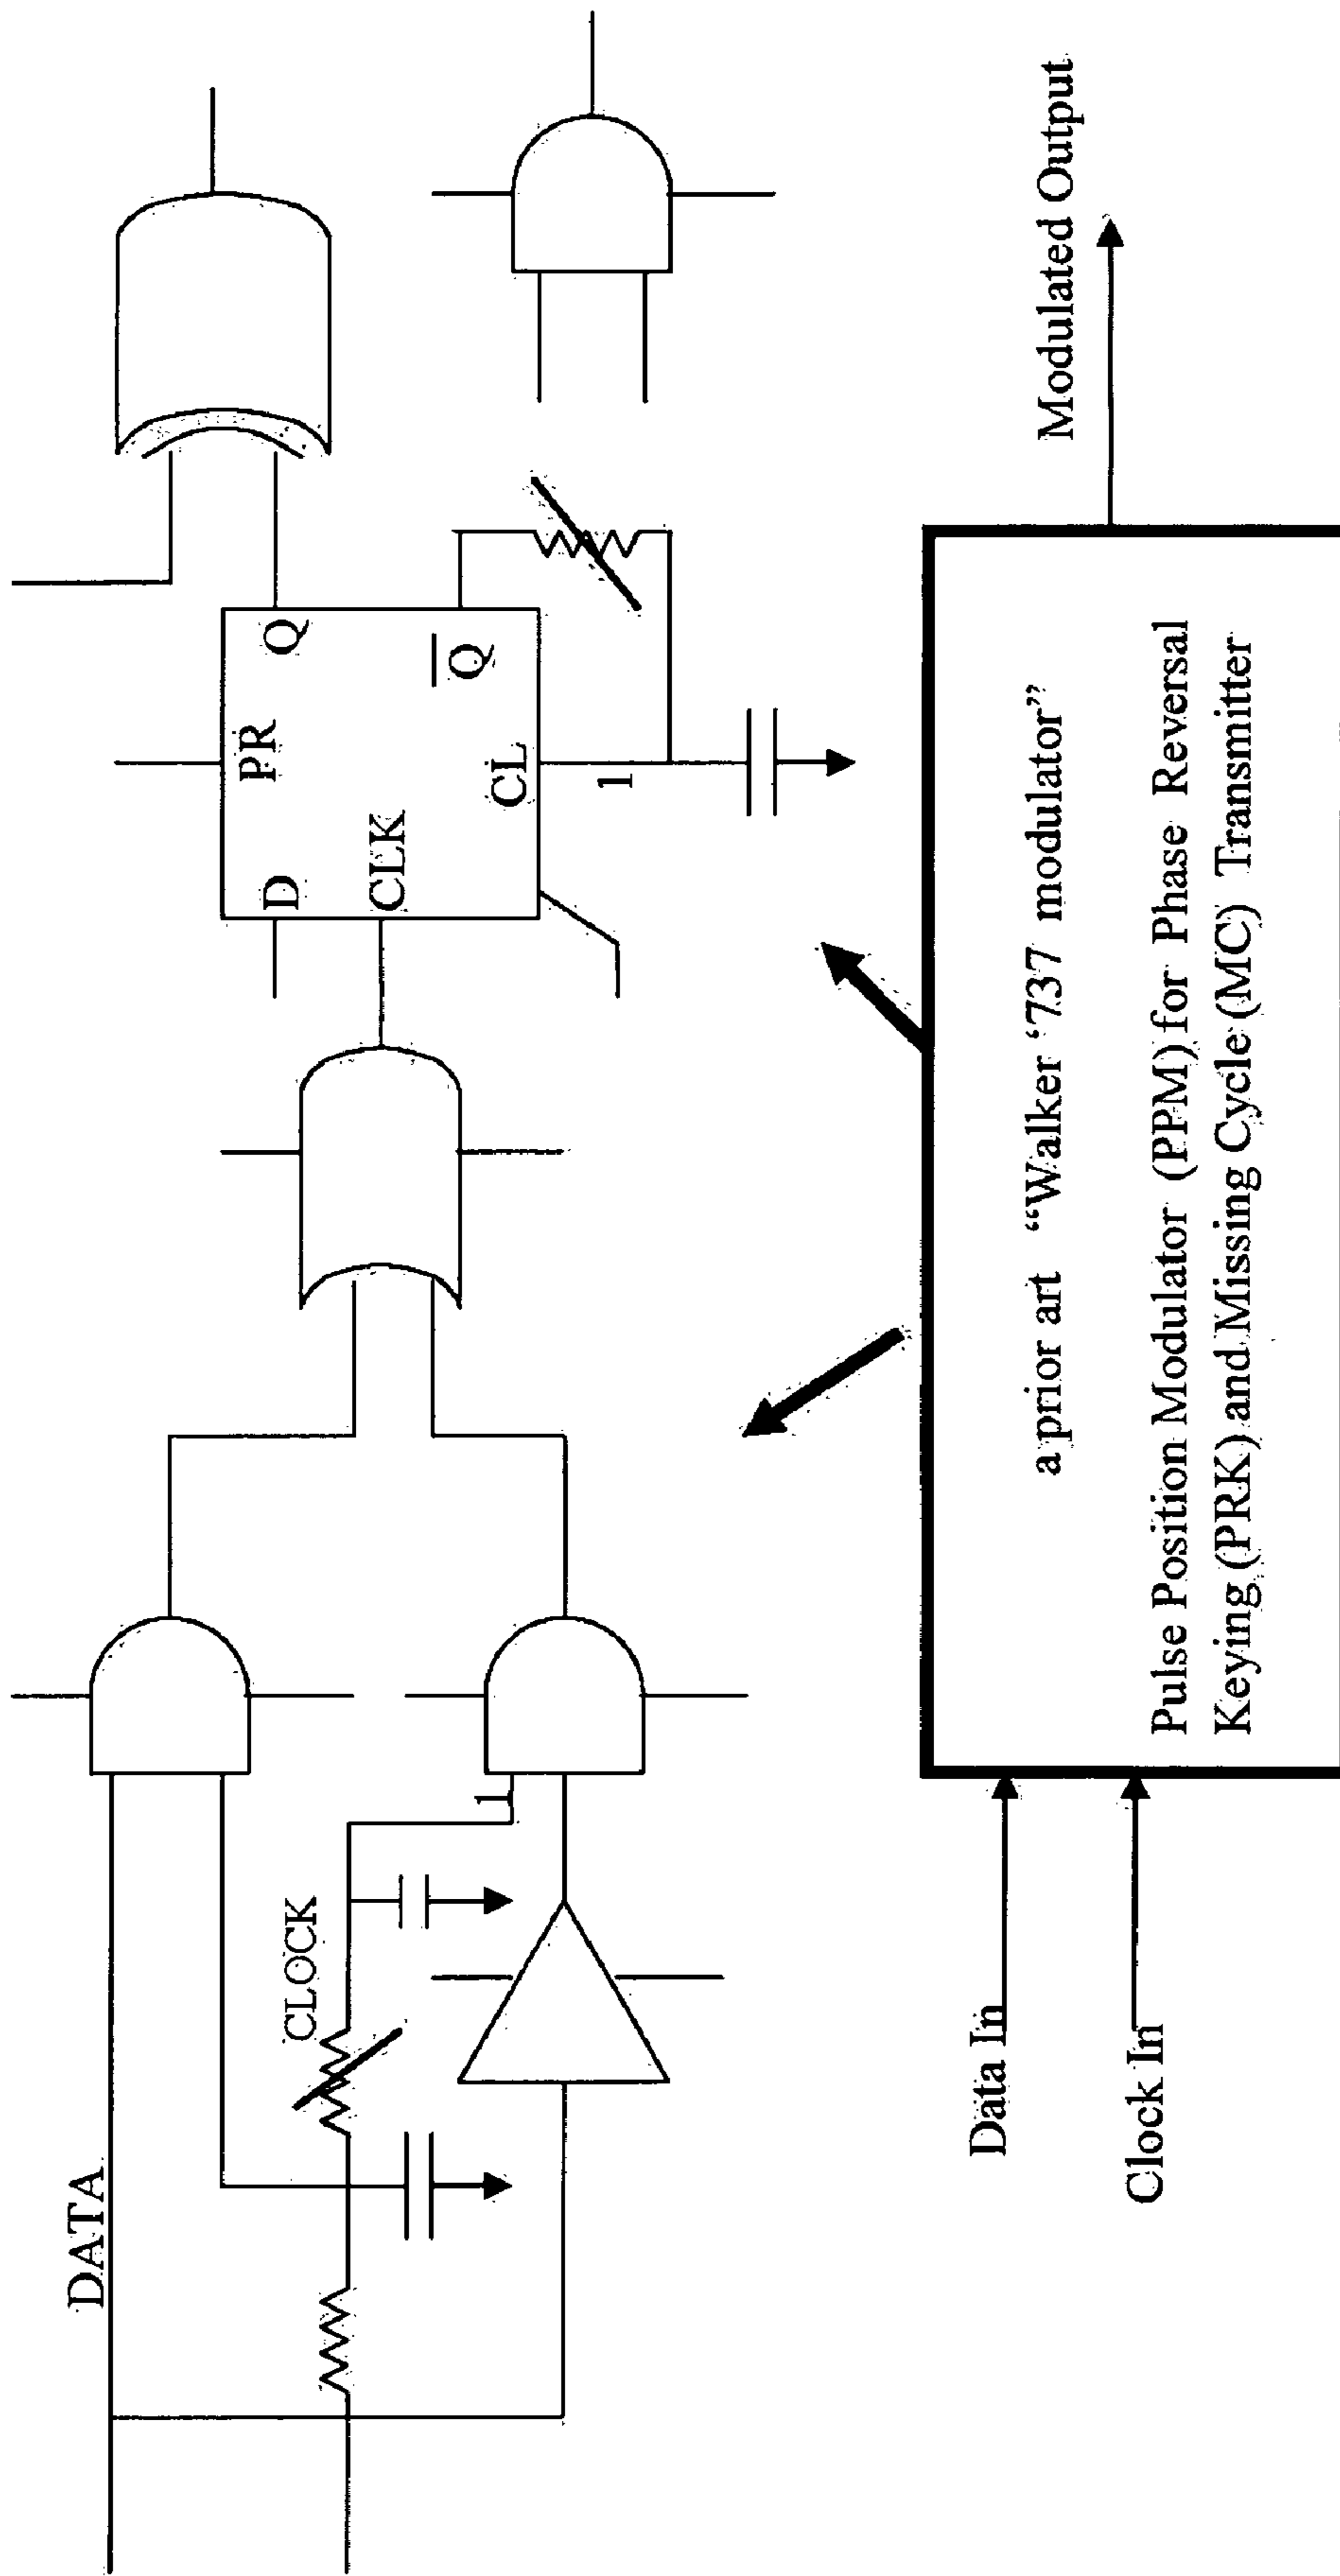 DATA
CLOCK
1
D
PR
Q
CLK
CL
Q
1
Data In
Clock In
a prior art “Walker ‘737 modulator”
Pulse Position Modulator (PPM) for Phase Reversal
Keying (PRK) and Missing Cycle (MC) Transmitter
Modulated Output